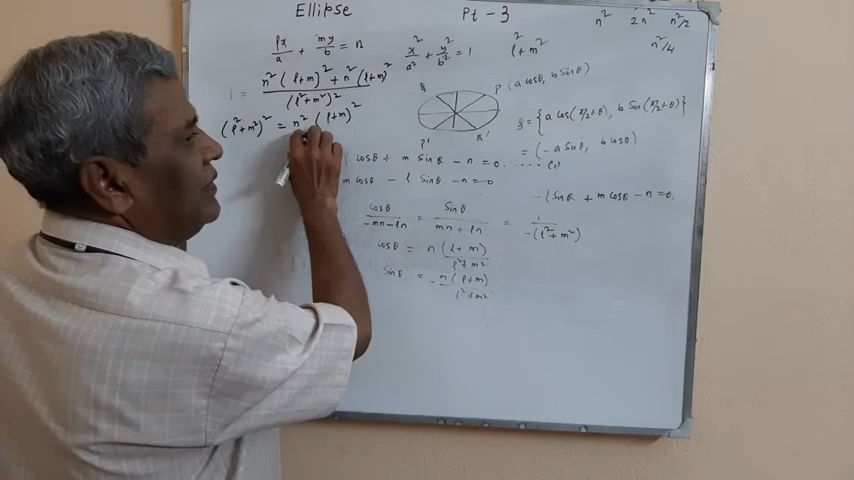 Ellipse Pt - 3
n² 2n² n²/2
n²/4
lx/a + my/b = n
x²/a² + y²/b² = 1
l² + m²
1 = n² (l+m)² + n² (l+m)² / (l²+m²)²
(l² + m²)² = n² (l+m)²
P (a cosθ, b Sinθ)
P'
Q'
Q = {a cos(π/2+θ), b Sin(π/2+θ)}
= (-a Sinθ, b cosθ)
l cosθ + m Sinθ - n = 0. ..... (1)
m cosθ - l Sinθ - n = 0
-l Sinθ + m cosθ - n = 0.
cosθ / -mn-ln = Sinθ / mn + ln = 1 / -(l² + m²)
cosθ = n (l + m) / l² + m²
Sinθ = - n (l + m) / l² + m²